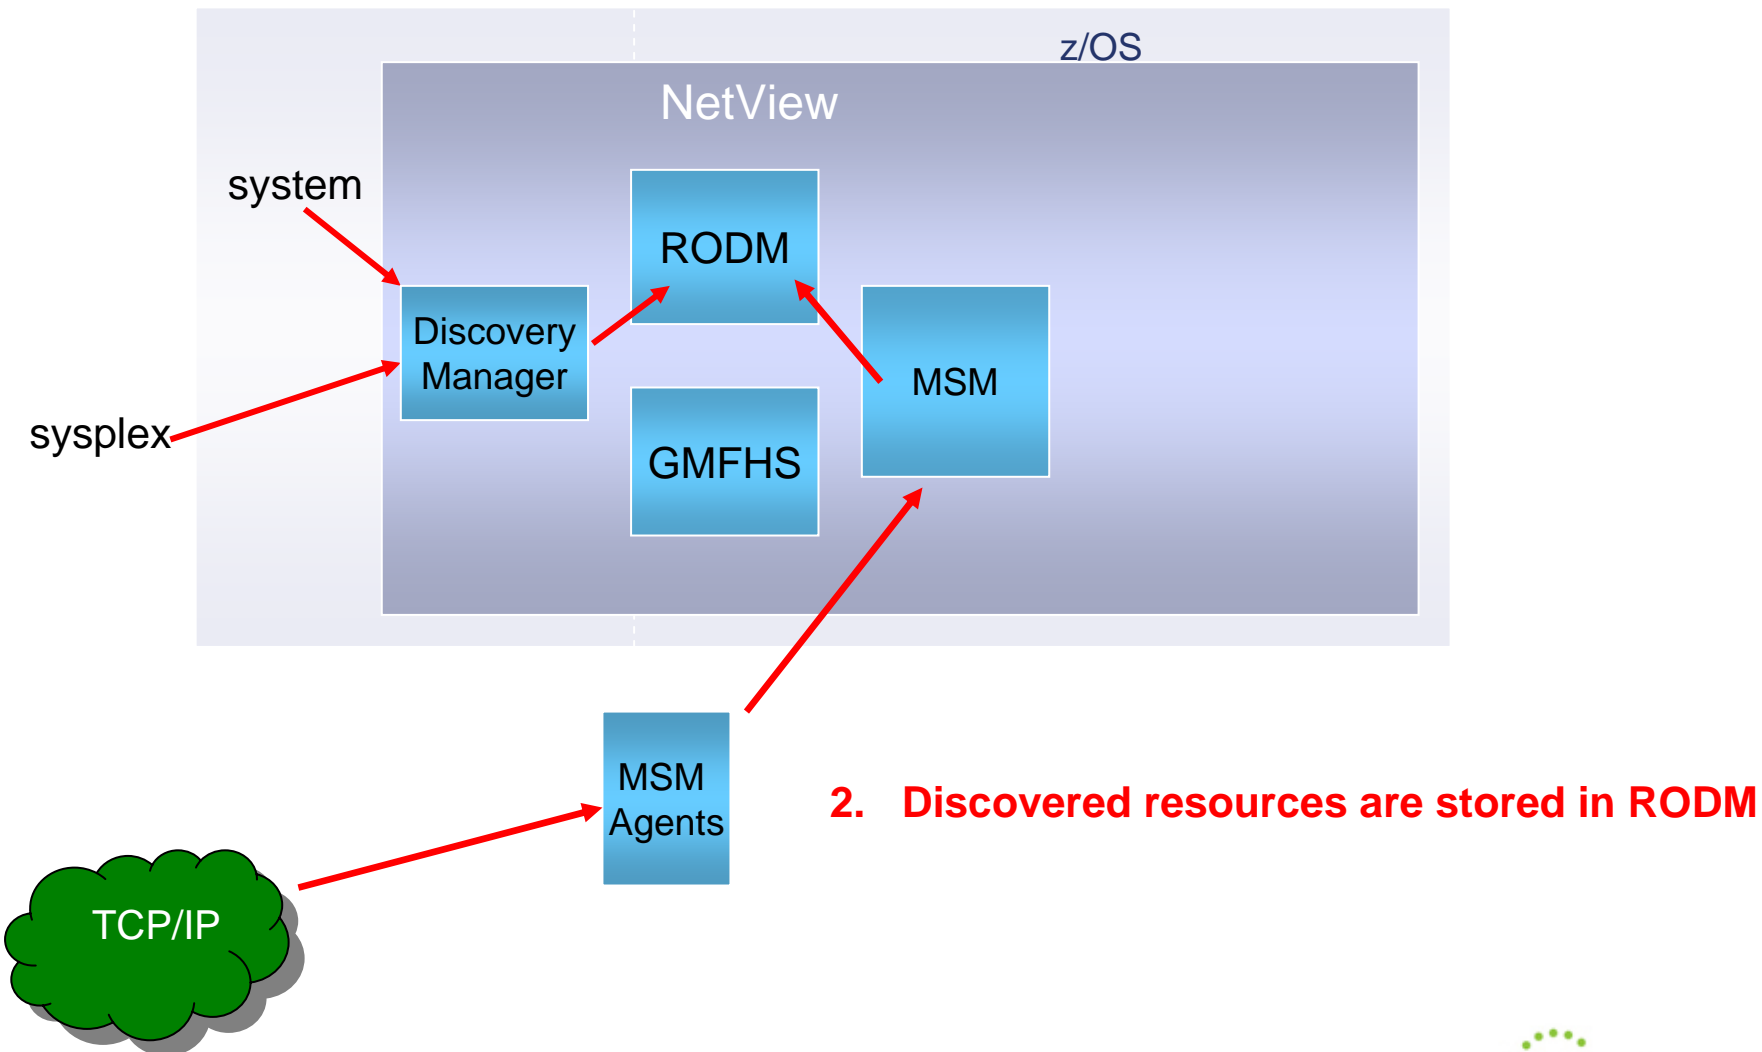 z/OS
NetView
system
RODM
Discovery
Manager
MSM
sysplex
GMFHS
MSM
Agents
2. Discovered resources are stored in RODM
TCP/IP